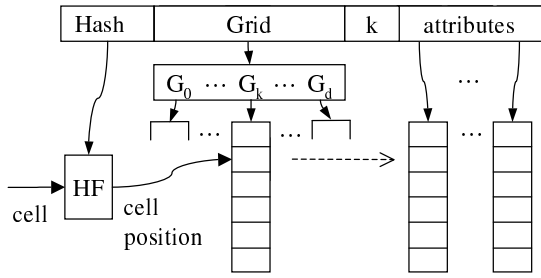 Hash Grid k attributes
G0 ... Gk ... Gd
...
... ... ...
HF
cell
cell
position